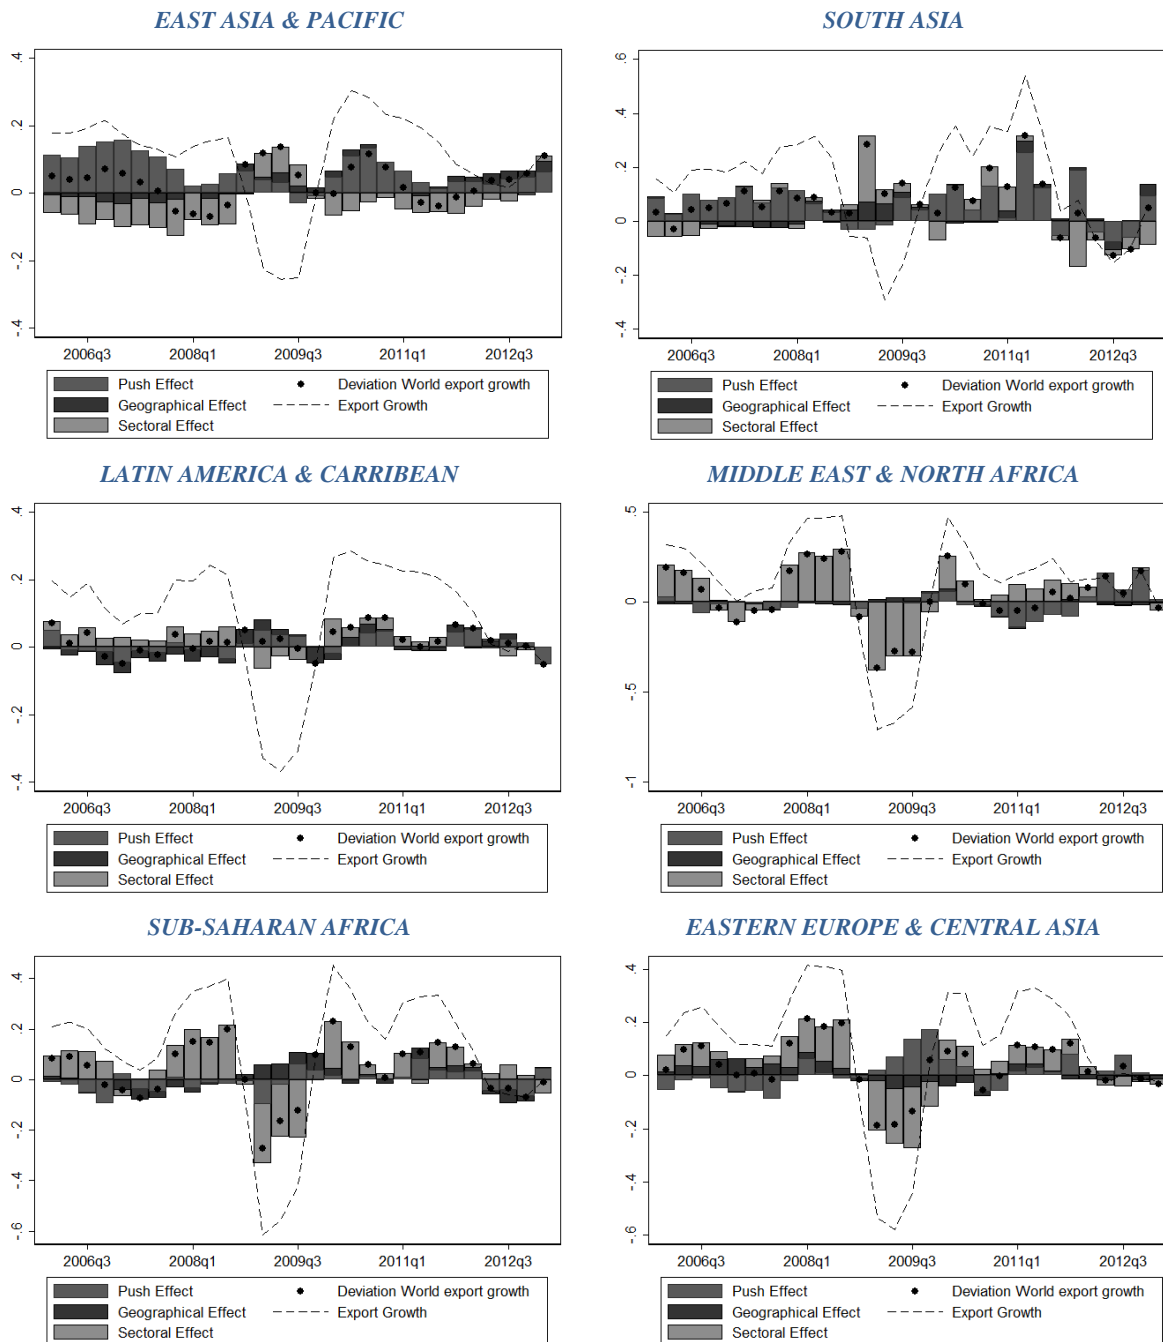 EAST ASIA & PACIFIC
.4
.2
0
-.2
-.4
2006q3 2008q1 2009q3 2011q1 2012q3
Push Effect
Deviation World export growth
Geographical Effect
Export Growth
Sectoral Effect
SOUTH ASIA
.6
.4
.2
0
-.2
-.4
2006q3 2008q1 2009q3 2011q1 2012q3
Push Effect
Deviation World export growth
Geographical Effect
Export Growth
Sectoral Effect
LATIN AMERICA & CARRIBEAN
.4
.2
0
-.2
-.4
2006q3 2008q1 2009q3 2011q1 2012q3
Push Effect
Deviation World export growth
Geographical Effect
Export Growth
Sectoral Effect
MIDDLE EAST & NORTH AFRICA
.5
0
-.5
-1
2006q3 2008q1 2009q3 2011q1 2012q3
Push Effect
Deviation World export growth
Geographical Effect
Export Growth
Sectoral Effect
SUB-SAHARAN AFRICA
.4
.2
0
-.2
-.4
-.6
2006q3 2008q1 2009q3 2011q1 2012q3
Push Effect
Deviation World export growth
Geographical Effect
Export Growth
Sectoral Effect
EASTERN EUROPE & CENTRAL ASIA
.4
.2
0
-.2
-.4
-.6
2006q3 2008q1 2009q3 2011q1 2012q3
Push Effect
Deviation World export growth
Geographical Effect
Export Growth
Sectoral Effect